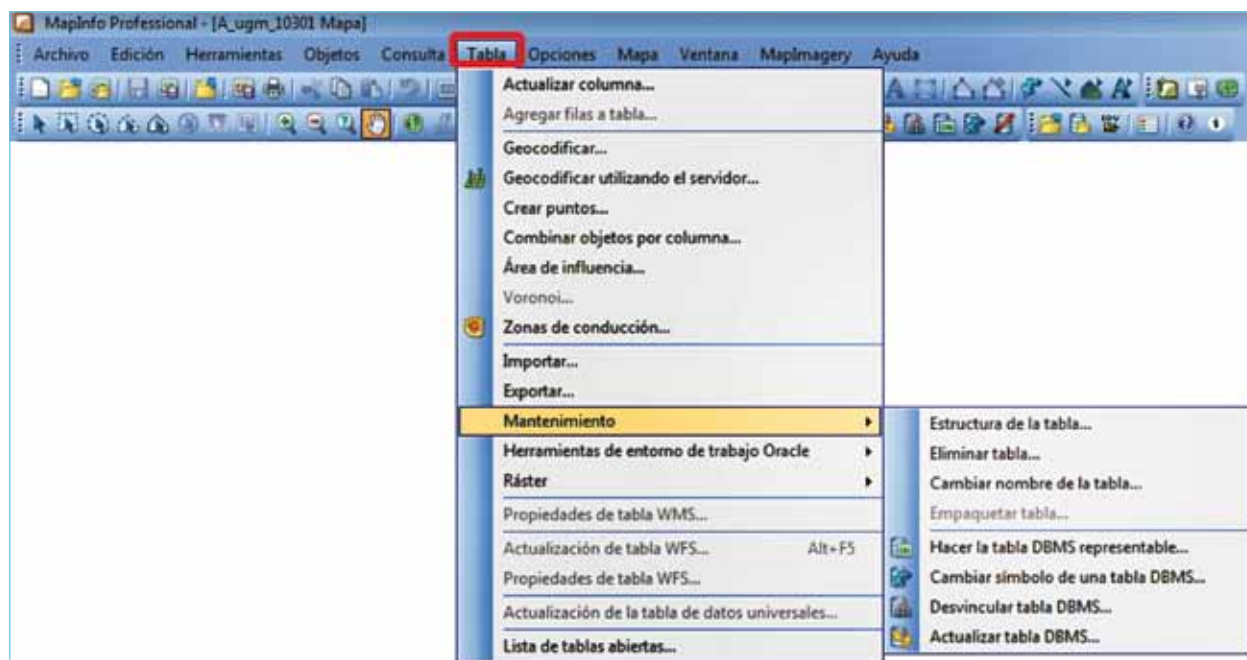 MapInfo Professional - [A_ugm_10301 Mapa]
Archivo Edición Herramientas Objetos Consulta Tabla Opciones Mapa Ventana MapImagery Ayuda
Actualizar columna...
Agregar filas a tabla...
Geocodificar...
Geocodificar utilizando el servidor...
Crear puntos...
Combinar objetos por columna...
Área de influencia...
Voronoi...
Zonas de conducción...
Importar...
Exportar...
Mantenimiento
Herramientas de entorno de trabajo Oracle
Ráster
Propiedades de tabla WMS...
Actualización de tabla WFS... Alt+F5
Propiedades de tabla WFS...
Actualización de la tabla de datos universales...
Lista de tablas abiertas...
Estructura de la tabla...
Eliminar tabla...
Cambiar nombre de la tabla...
Empaquetar tabla...
Hacer la tabla DBMS representable...
Cambiar símbolo de una tabla DBMS...
Desvincular tabla DBMS...
Actualizar tabla DBMS...